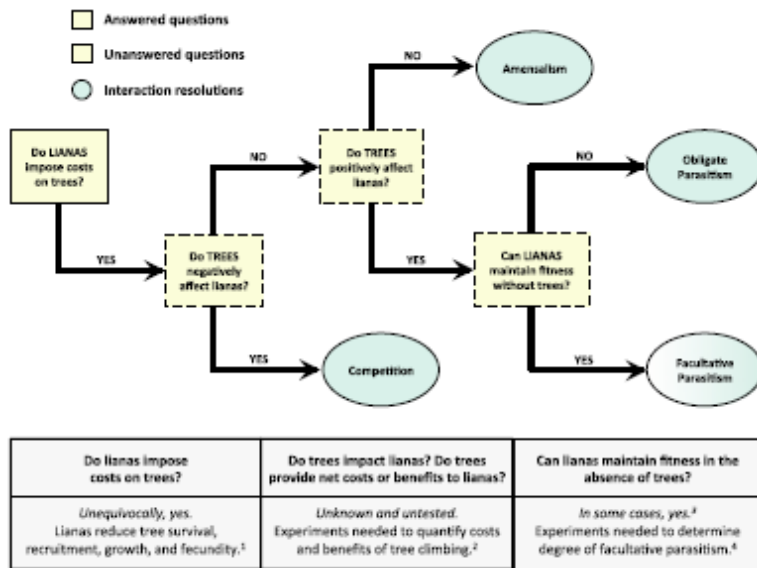 Answered questions
Unanswered questions
Interaction resolutions
NO
Amensalism
Do LIANAS
impose costs
on trees?
NO
Do TREES
positively affect
lianas?
NO
Obligate
Parasitism
YES
Do TREES
negatively
affect lianas?
YES
Can LIANAS
maintain fitness
without trees?
YES
Competition
YES
Facultative
Parasitism
Do lianas impose
costs on trees?
Do trees impact lianas? Do trees
provide net costs or benefits to lianas?
Can lianas maintain fitness in the
absence of trees?
Unequivocally, yes.
Lianas reduce tree survival,
recruitment, growth, and fecundity.¹
Unknown and untested.
Experiments needed to quantify costs
and benefits of tree climbing.²
In some cases, yes.³
Experiments needed to determine
degree of facultative parasitism.⁴